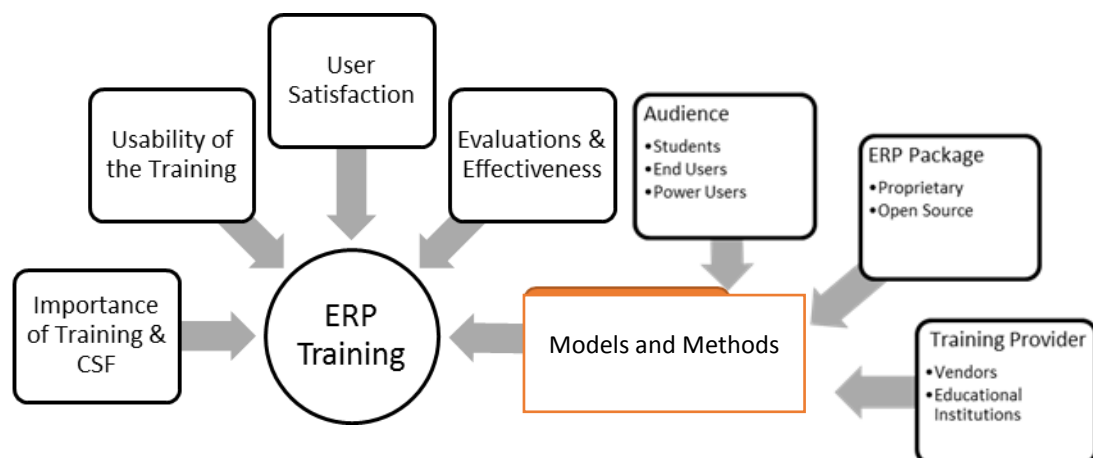 User
Satisfaction
Usability of
the Training
Evaluations &
Effectiveness
Importance
of Training &
CSF
ERP
Training
Models and Methods
Audience
•Students
•End Users
•Power Users
ERP Package
•Proprietary
•Open Source
Training Provider
•Vendors
•Educational
Institutions